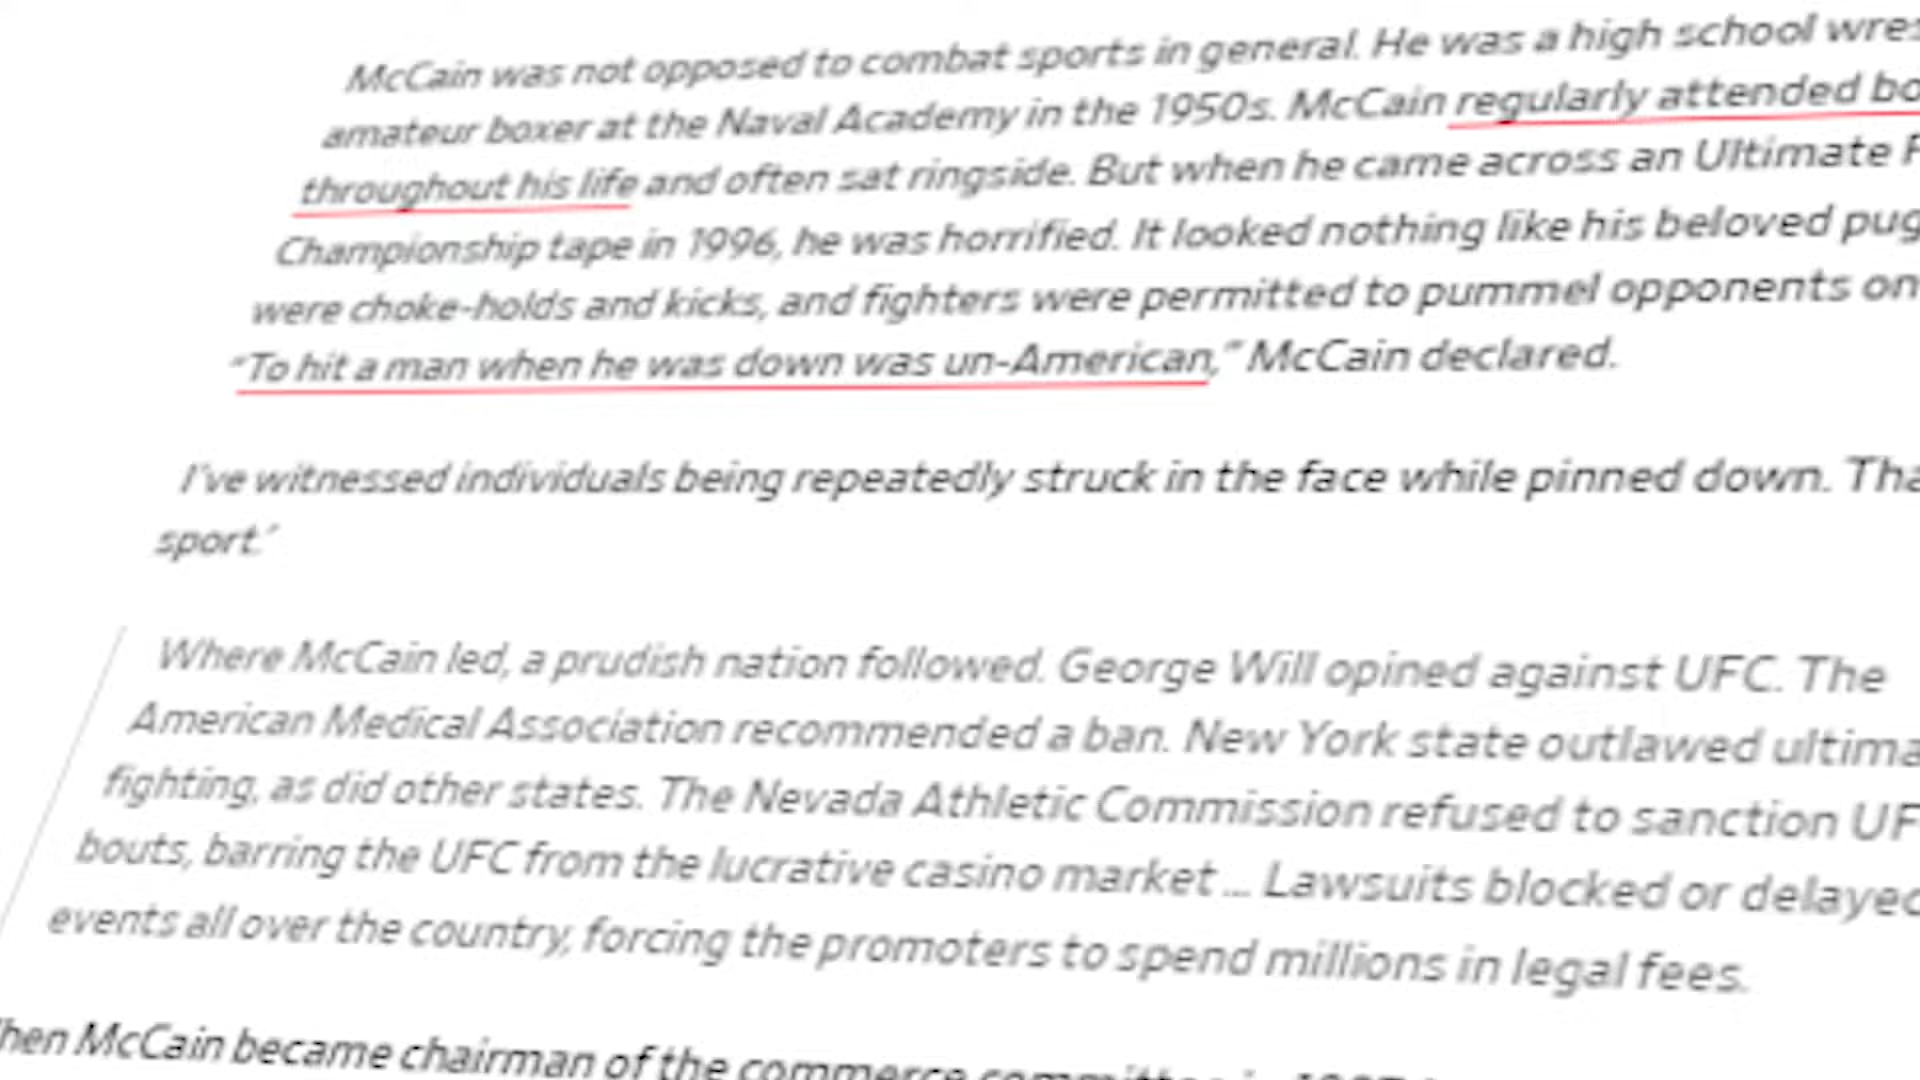 McCain was not opposed to combat sports in general. He was a high school
amateur boxer at the Naval Academy in the 1950s. McCain regularly attended
throughout his life and often sat ringside. But when he came across an Ultimate
Championship tape in 1996, he was horrified. It looked nothing like his beloved
were choke-holds and kicks, and fighters were permitted to pummel opponents on
“To hit a man when he was down was un-American,” McCain declared.
I’ve witnessed individuals being repeatedly struck in the face while pinned down.
sport.’
Where McCain led, a prudish nation followed. George Will opined against UFC. The
American Medical Association recommended a ban. New York state outlawed
fighting, as did other states. The Nevada Athletic Commission refused to sanction
bouts, barring the UFC from the lucrative casino market ... Lawsuits blocked or delayed
events all over the country, forcing the promoters to spend millions in legal fees.
McCain became chairman of the commerce